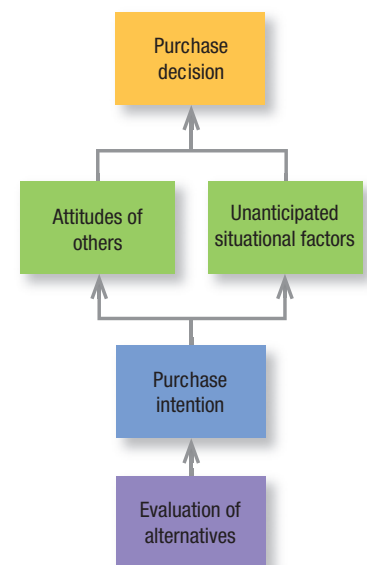 Purchase
decision
Attitudes of
others
Unanticipated
situational factors
Purchase
intention
Evaluation of
alternatives